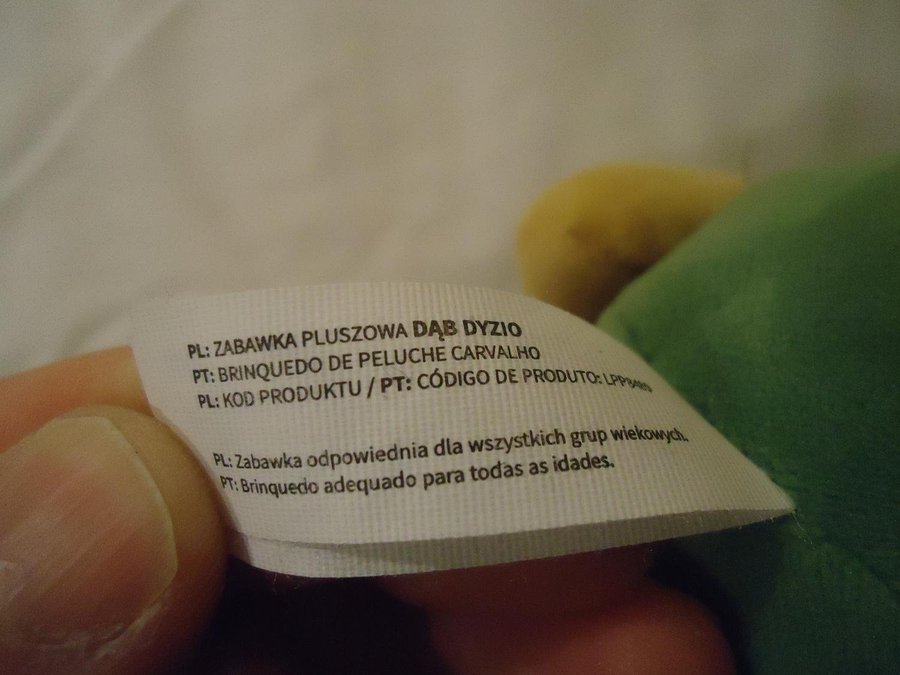 PL: ZABAWKA PLUSZOWA DĄB DYZIO
PT: BRINQUEDO DE PELUCHE CARVALHO
PL: KOD PRODUKTU / PT: CÓDIGO DE PRODUTO:
PL: Zabawka odpowiednia dla wszystkich grup wiekowych.
PT: Brinquedo adequado para todas as idades.